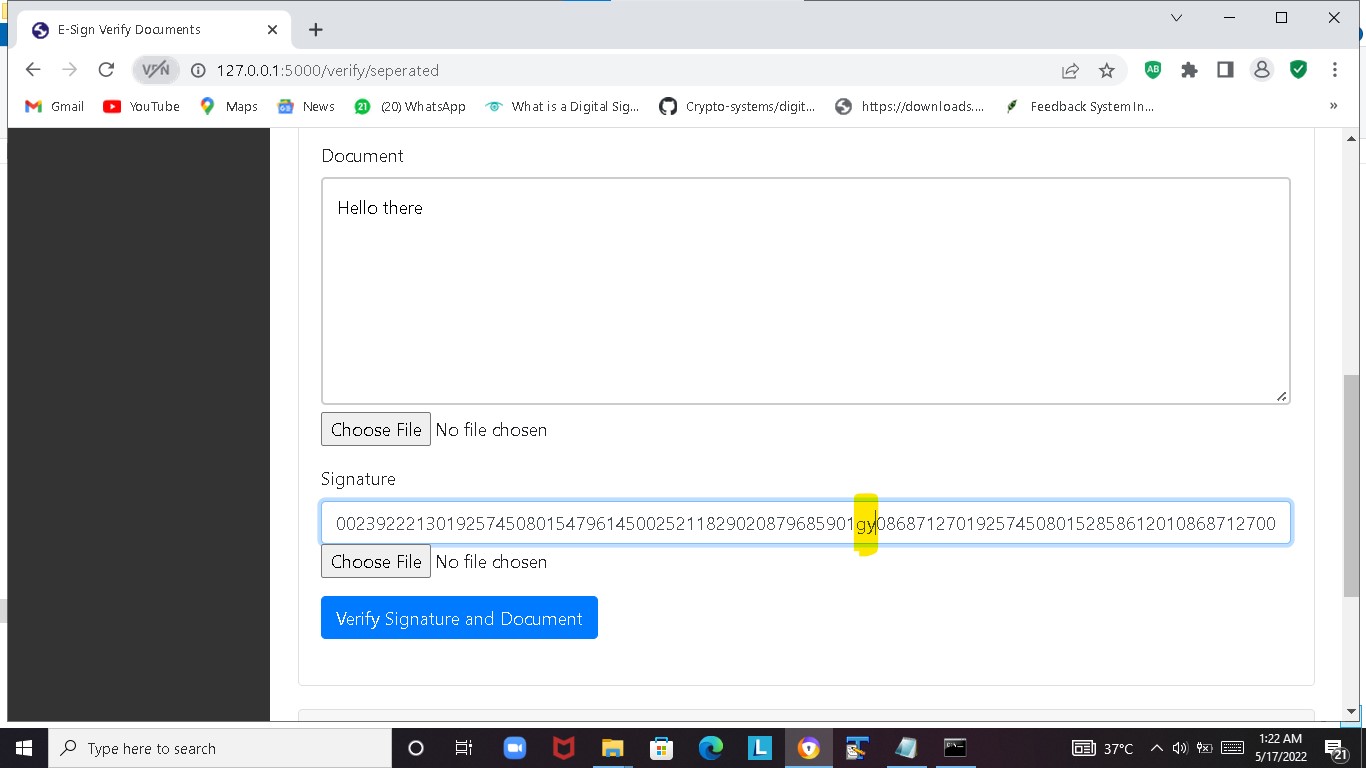 E-Sign Verify Documents
VPN
127.0.0.1:5000/verify/seperated
AB
Gmail
YouTube
Maps
News
21
(20) WhatsApp
What is a Digital Sig...
Crypto-systems/digit...
https://downloads....
Feedback System In...
»
Document
Hello there
Choose File No file chosen
Signature
0023922213019257450801547961450025211829020879685901gy0868712701925745080152858612010868712700
Choose File No file chosen
Verify Signature and Document
Type here to search
L
37°C
1:22 AM
5/17/2022
21